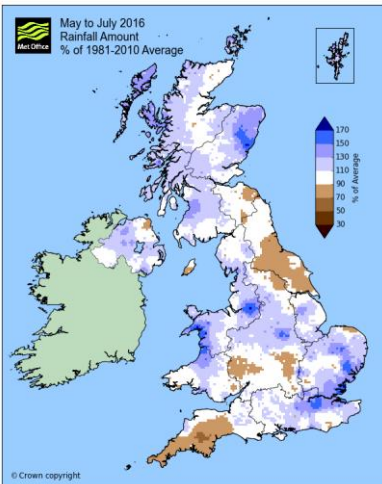 Met Office
May to July 2016
Rainfall Amount
% of 1981-2010 Average
170
150
130
110
90
70
50
30
% of Average
© Crown copyright